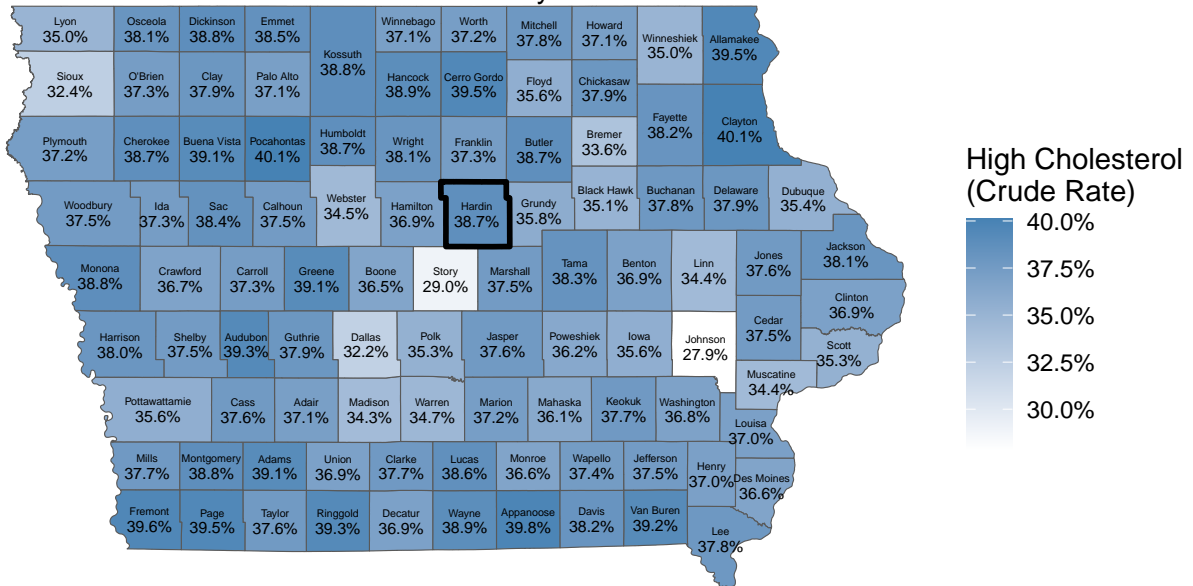 Lyon
35.0%
Osceola
38.1%
Dickinson
38.8%
Emmet
38.5%
Kossuth
38.8%
Winnebago
37.1%
Worth
37.2%
Mitchell
37.8%
Howard
37.1%
Winneshiek
35.0%
Allamakee
39.5%
Sioux
32.4%
O'Brien
37.3%
Clay
37.9%
Palo Alto
37.1%
Hancock
38.9%
Cerro Gordo
39.5%
Floyd
35.6%
Chickasaw
37.9%
Fayette
38.2%
Clayton
40.1%
Plymouth
37.2%
Cherokee
38.7%
Buena Vista
39.1%
Pocahontas
40.1%
Humboldt
38.7%
Wright
38.1%
Franklin
37.3%
Butler
38.7%
Bremer
33.6%
Woodbury
37.5%
Ida
37.3%
Sac
38.4%
Calhoun
37.5%
Webster
34.5%
Hamilton
36.9%
Hardin
38.7%
Grundy
35.8%
Black Hawk
35.1%
Buchanan
37.8%
Delaware
37.9%
Dubuque
35.4%
Monona
38.8%
Crawford
36.7%
Carroll
37.3%
Greene
39.1%
Boone
36.5%
Story
29.0%
Marshall
37.5%
Tama
38.3%
Benton
36.9%
Linn
34.4%
Jones
37.6%
Jackson
38.1%
Clinton
36.9%
Harrison
38.0%
Shelby
37.5%
Audubon
39.3%
Guthrie
37.9%
Dallas
32.2%
Polk
35.3%
Jasper
37.6%
Poweshiek
36.2%
Iowa
35.6%
Johnson
27.9%
Cedar
37.5%
Scott
35.3%
Muscatine
34.4%
Pottawattamie
35.6%
Cass
37.6%
Adair
37.1%
Madison
34.3%
Warren
34.7%
Marion
37.2%
Mahaska
36.1%
Keokuk
37.7%
Washington
36.8%
Louisa
37.0%
Mills
37.7%
Montgomery
38.8%
Adams
39.1%
Union
36.9%
Clarke
37.7%
Lucas
38.6%
Monroe
36.6%
Wapello
37.4%
Jefferson
37.5%
Henry
37.0%
Des Moines
36.6%
Fremont
39.6%
Page
39.5%
Taylor
37.6%
Ringgold
39.3%
Decatur
36.9%
Wayne
38.9%
Appanoose
39.8%
Davis
38.2%
Van Buren
39.2%
Lee
37.8%
High Cholesterol
(Crude Rate)
40.0%
37.5%
35.0%
32.5%
30.0%